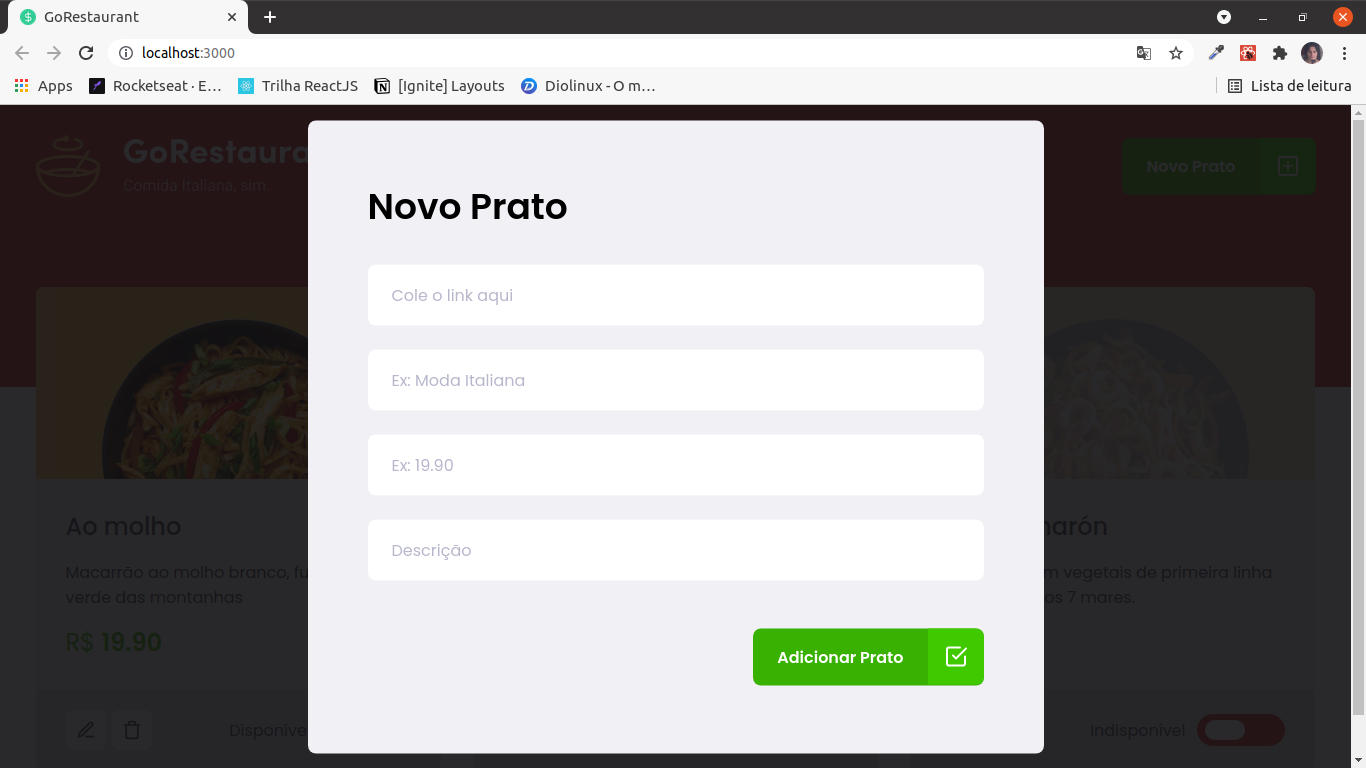 GoRestaurant
localhost:3000
Apps
Rocketseat · E…
Trilha ReactJS
[Ignite] Layouts
Diolinux - O m…
Lista de leitura
GoRestaura
Comida Italiana, sim.
Novo Prato
Novo Prato
Cole o link aqui
Ex: Moda Italiana
Ex: 19.90
Descrição
Adicionar Prato
Ao molho
Macarrão ao molho branco, fu
verde das montanhas
R$ 19.90
Disponíve
narón
m vegetais de primeira linha
os 7 mares.
Indisponível